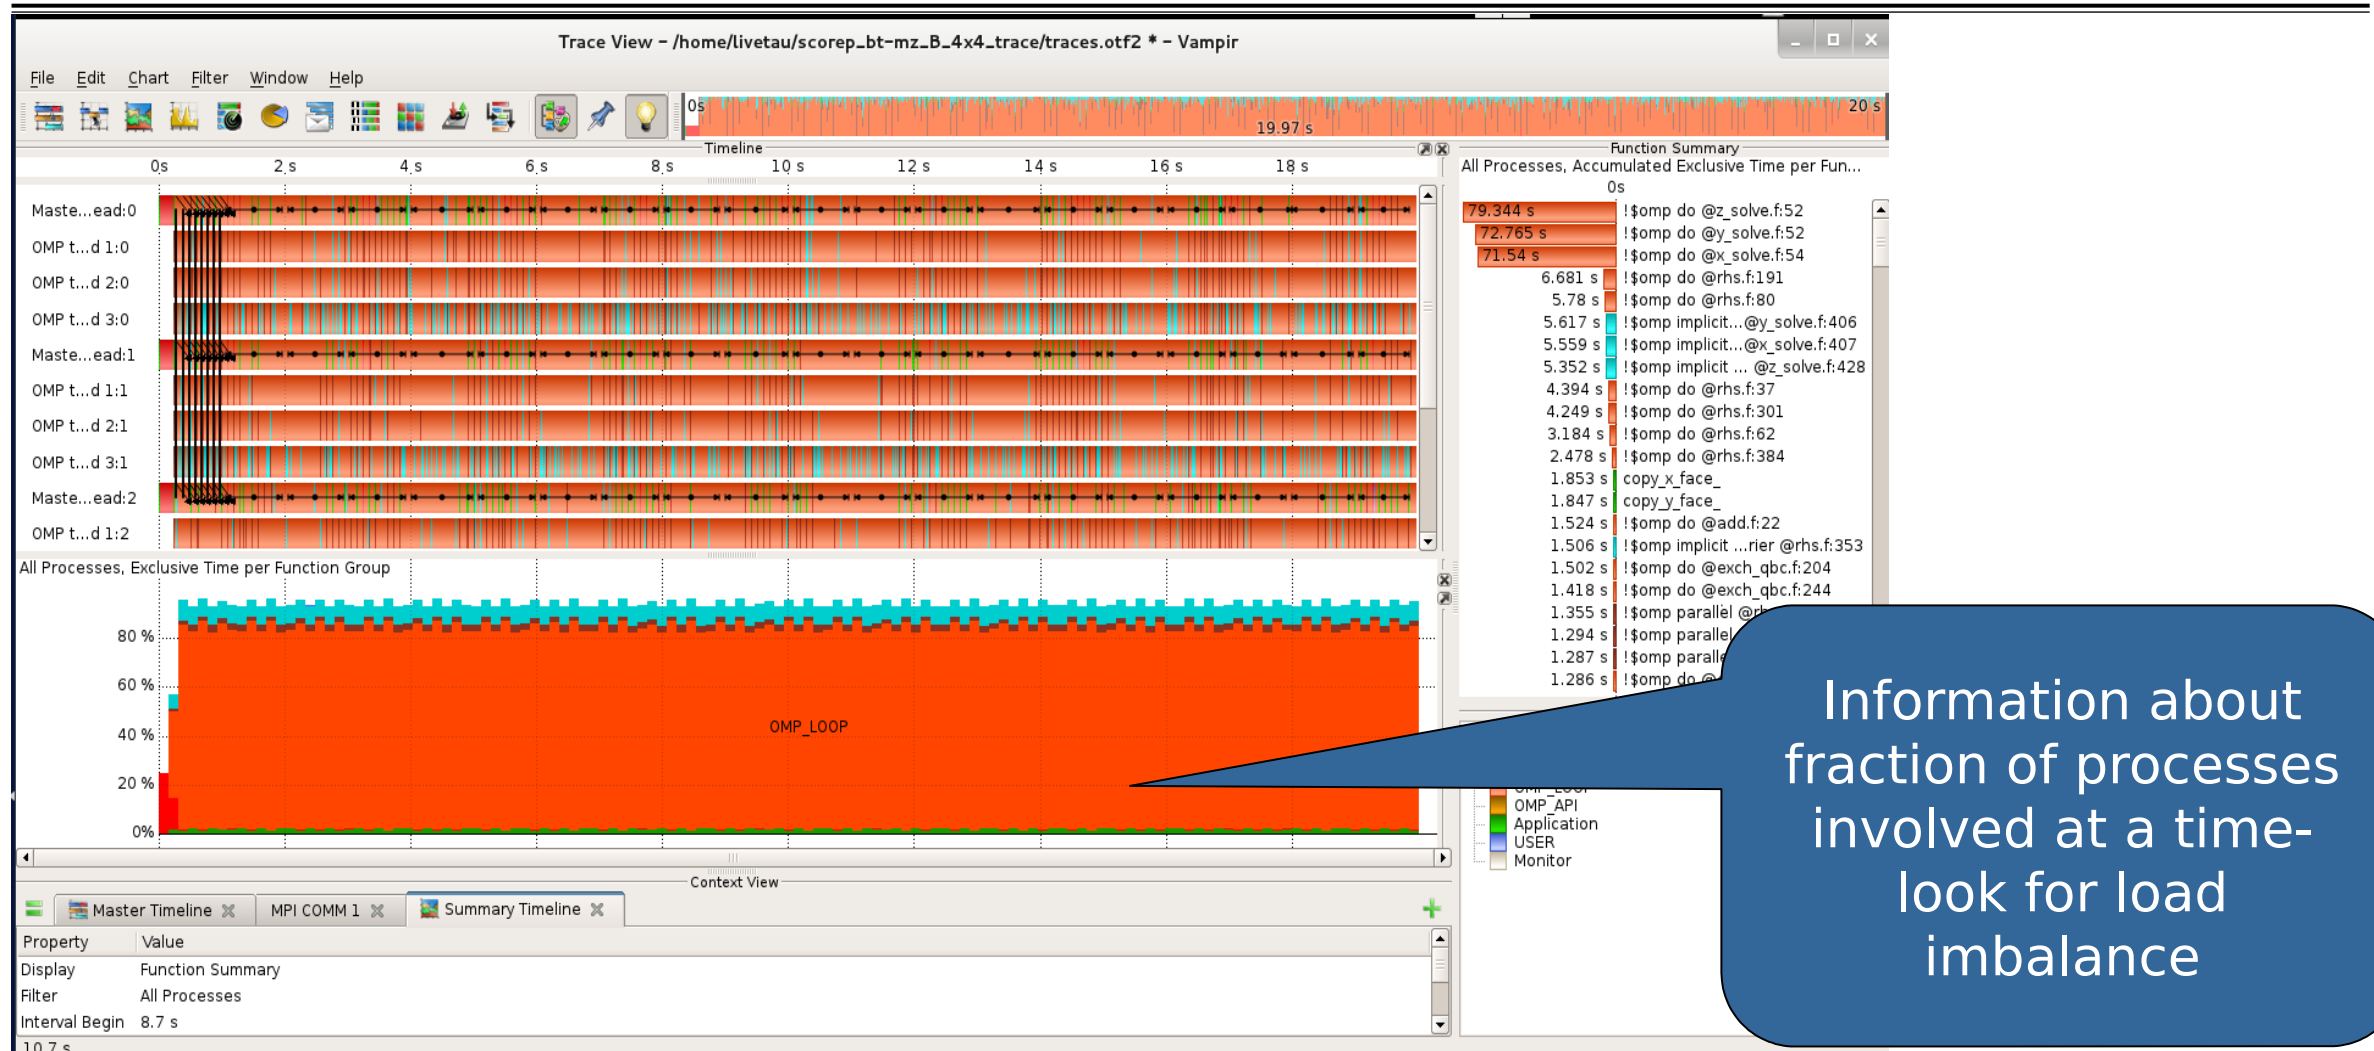 Trace View - /home/livetau/scorep_bt-mz_B_4x4_trace/traces.otf2 * - Vampir
File Edit Chart Filter Window Help
0s 19.97 s 20 s
Timeline
0s 2 s 4 s 6 s 8 s 10 s 12 s 14 s 16 s 18 s
Maste...ead:0
OMP t...d 1:0
OMP t...d 2:0
OMP t...d 3:0
Maste...ead:1
OMP t...d 1:1
OMP t...d 2:1
OMP t...d 3:1
Maste...ead:2
OMP t...d 1:2
All Processes, Exclusive Time per Function Group
80 %
60 %
40 %
20 %
0%
OMP_LOOP
Function Summary
All Processes, Accumulated Exclusive Time per Fun...
0s
79.344 s !$omp do @z_solve.f:52
72.765 s !$omp do @y_solve.f:52
71.54 s !$omp do @x_solve.f:54
6.681 s !$omp do @rhs.f:191
5.78 s !$omp do @rhs.f:80
5.617 s !$omp implicit...@y_solve.f:406
5.559 s !$omp implicit...@x_solve.f:407
5.352 s !$omp implicit ... @z_solve.f:428
4.394 s !$omp do @rhs.f:37
4.249 s !$omp do @rhs.f:301
3.184 s !$omp do @rhs.f:62
2.478 s !$omp do @rhs.f:384
1.853 s copy_x_face_
1.847 s copy_y_face_
1.524 s !$omp do @add.f:22
1.506 s !$omp implicit ...rier @rhs.f:353
1.502 s !$omp do @exch_qbc.f:204
1.418 s !$omp do @exch_qbc.f:244
1.355 s !$omp parallel
1.294 s !$omp parallel
1.287 s !$omp
1.286 s !$omp do
OMP_LOOP
OMP_API
Application
USER
Monitor
Context View
Master Timeline MPI COMM 1 Summary Timeline
Property Value
Display Function Summary
Filter All Processes
Interval Begin 8.7 s
10.7 s
Information about
fraction of processes
involved at a time-
look for load
imbalance